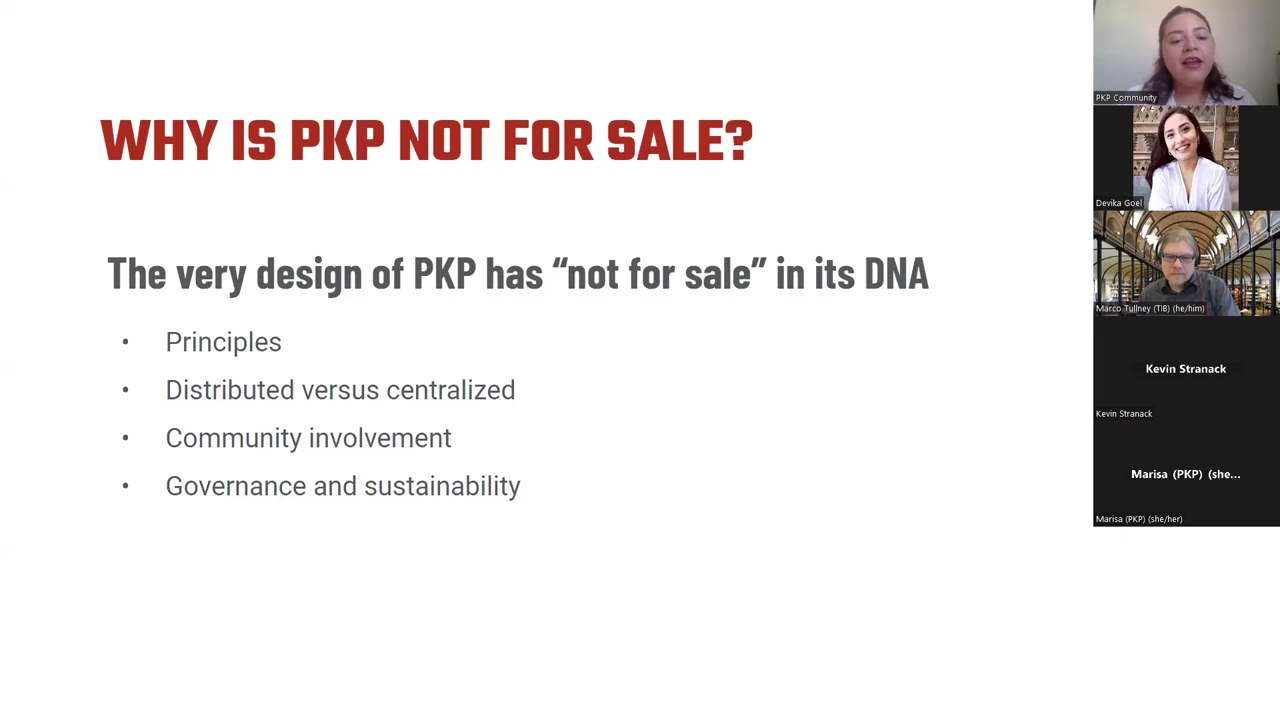 WHY IS PKP NOT FOR SALE?
The very design of PKP has “not for sale” in its DNA
• Principles
• Distributed versus centralized
• Community involvement
• Governance and sustainability
PKP Community
Devika Goel
Marco Tullney (TIB) (he/him)
Kevin Stranack
Kevin Stranack
Marisa (PKP) (she...
Marisa (PKP) (she/her)